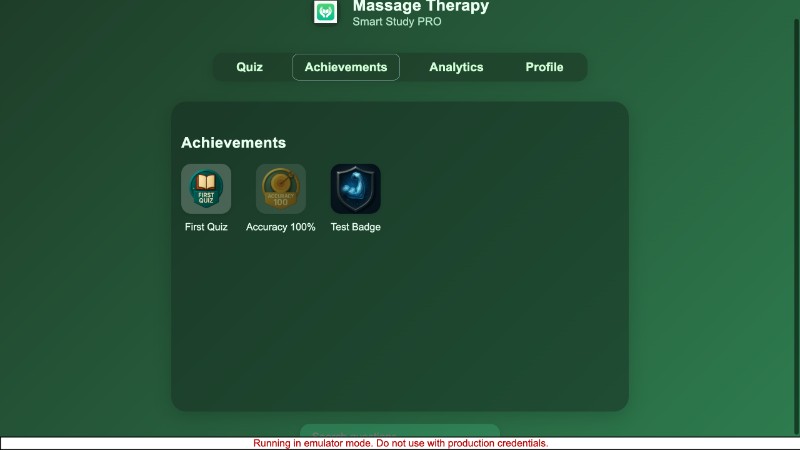 Massage Therapy
Smart Study PRO
Quiz
Achievements
Analytics
Profile
Achievements
FIRST
QUIZ
ACCURACY
100
First Quiz
Accuracy 100%
Test Badge
Running in emulator mode. Do not use with production credentials.